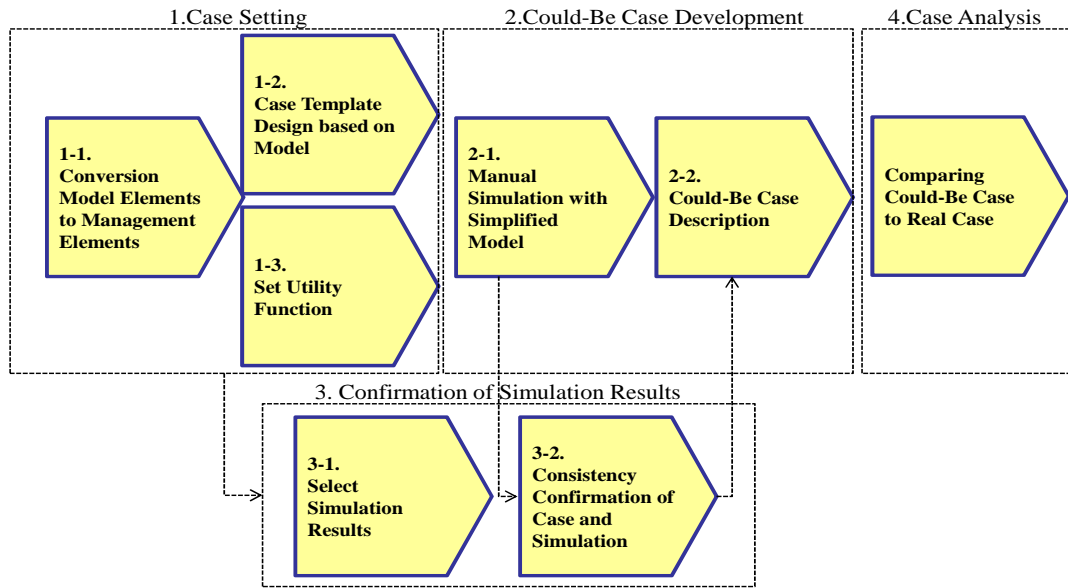 1.Case Setting
1-1.
Conversion
Model Elements
to Management
Elements
1-2.
Case Template
Design based on
Model
1-3.
Set Utility
Function
2.Could-Be Case Development
2-1.
Manual
Simulation with
Simplified
Model
2-2.
Could-Be Case
Description
4.Case Analysis
Comparing
Could-Be Case
to Real Case
3. Confirmation of Simulation Results
3-1.
Select
Simulation
Results
3-2.
Consistency
Confirmation of
Case and
Simulation